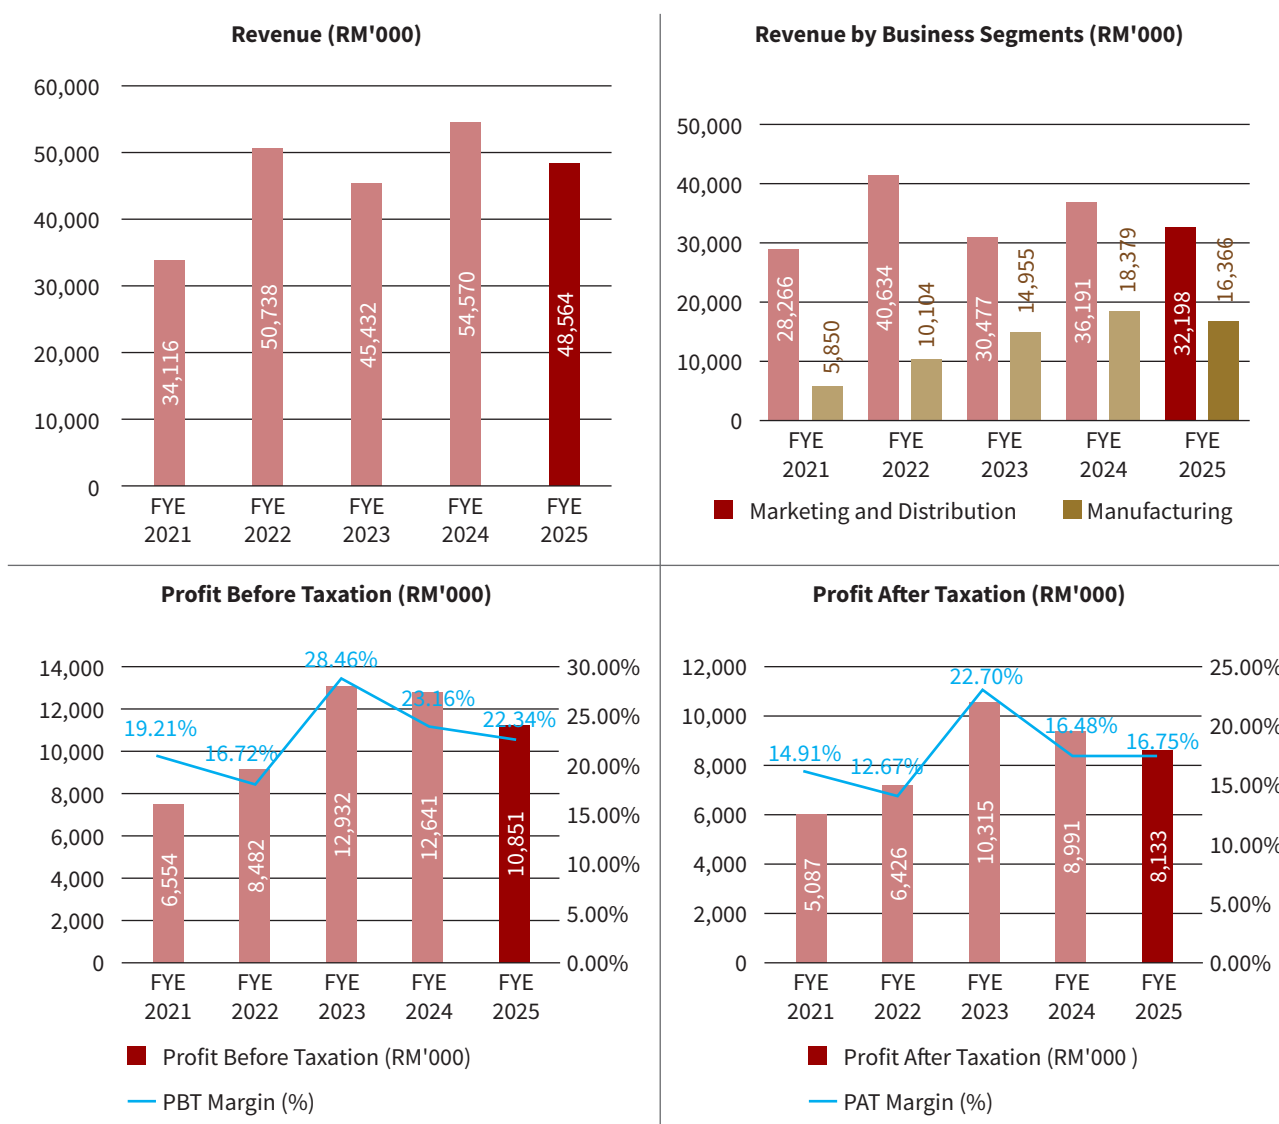 Revenue (RM'000)
60,000
50,000
40,000
30,000
20,000
10,000
0
34,116
50,738
45,432
54,570
48,564
FYE 2021
FYE 2022
FYE 2023
FYE 2024
FYE 2025
Revenue by Business Segments (RM'000)
50,000
40,000
30,000
20,000
10,000
0
28,266
5,850
40,634
10,104
30,477
14,955
36,191
18,379
32,198
16,366
FYE 2021
FYE 2022
FYE 2023
FYE 2024
FYE 2025
Marketing and Distribution
Manufacturing
Profit Before Taxation (RM'000)
14,000
12,000
10,000
8,000
6,000
4,000
2,000
0
19.21%
16.72%
28.46%
23.16%
22.34%
6,554
8,482
12,932
12,641
10,851
30.00%
25.00%
20.00%
15.00%
10.00%
5.00%
0.00%
FYE 2021
FYE 2022
FYE 2023
FYE 2024
FYE 2025
Profit Before Taxation (RM'000)
PBT Margin (%)
Profit After Taxation (RM'000)
12,000
10,000
8,000
6,000
4,000
2,000
0
14.91%
12.67%
22.70%
16.48%
16.75%
5,087
6,426
10,315
8,991
8,133
25.00%
20.00%
15.00%
10.00%
5.00%
0.00%
FYE 2021
FYE 2022
FYE 2023
FYE 2024
FYE 2025
Profit After Taxation (RM'000 )
PAT Margin (%)